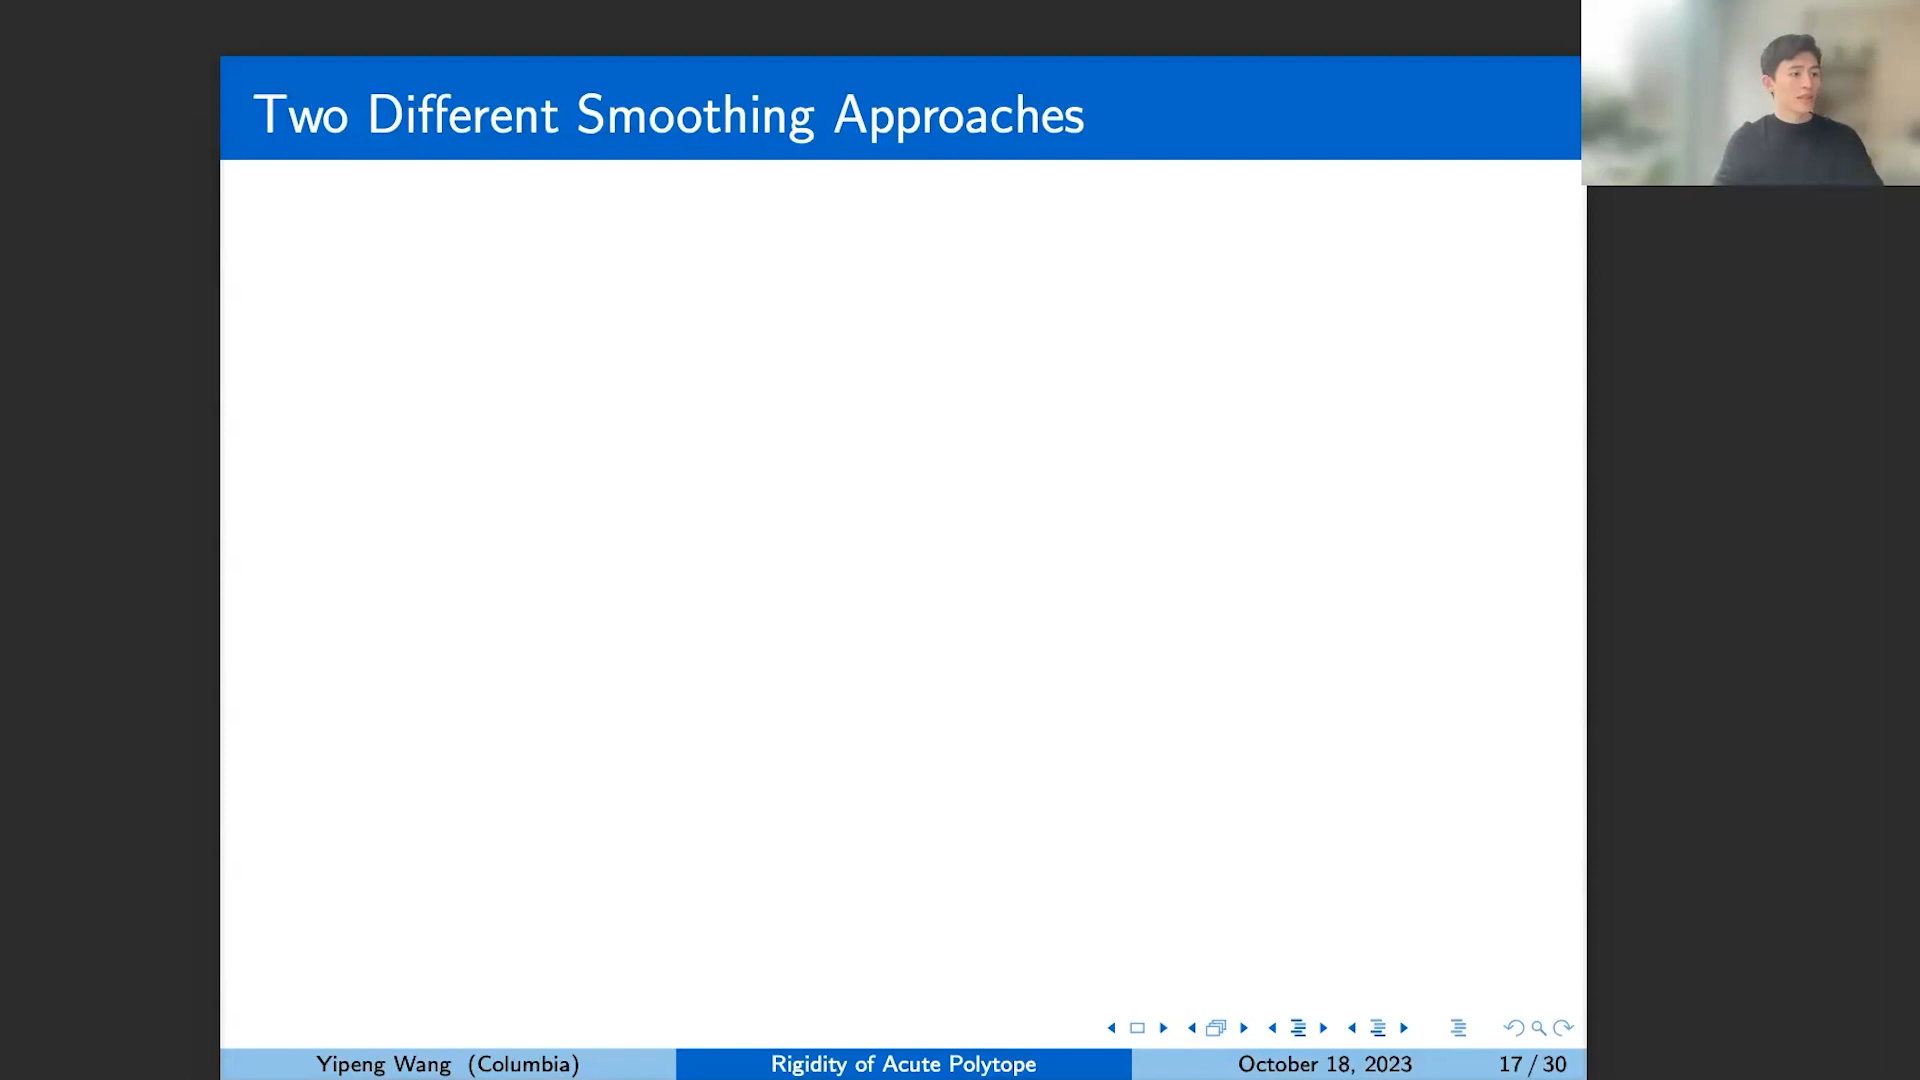 Two Different Smoothing Approaches
Yipeng Wang (Columbia)
Rigidity of Acute Polytope
October 18, 2023
17 / 30